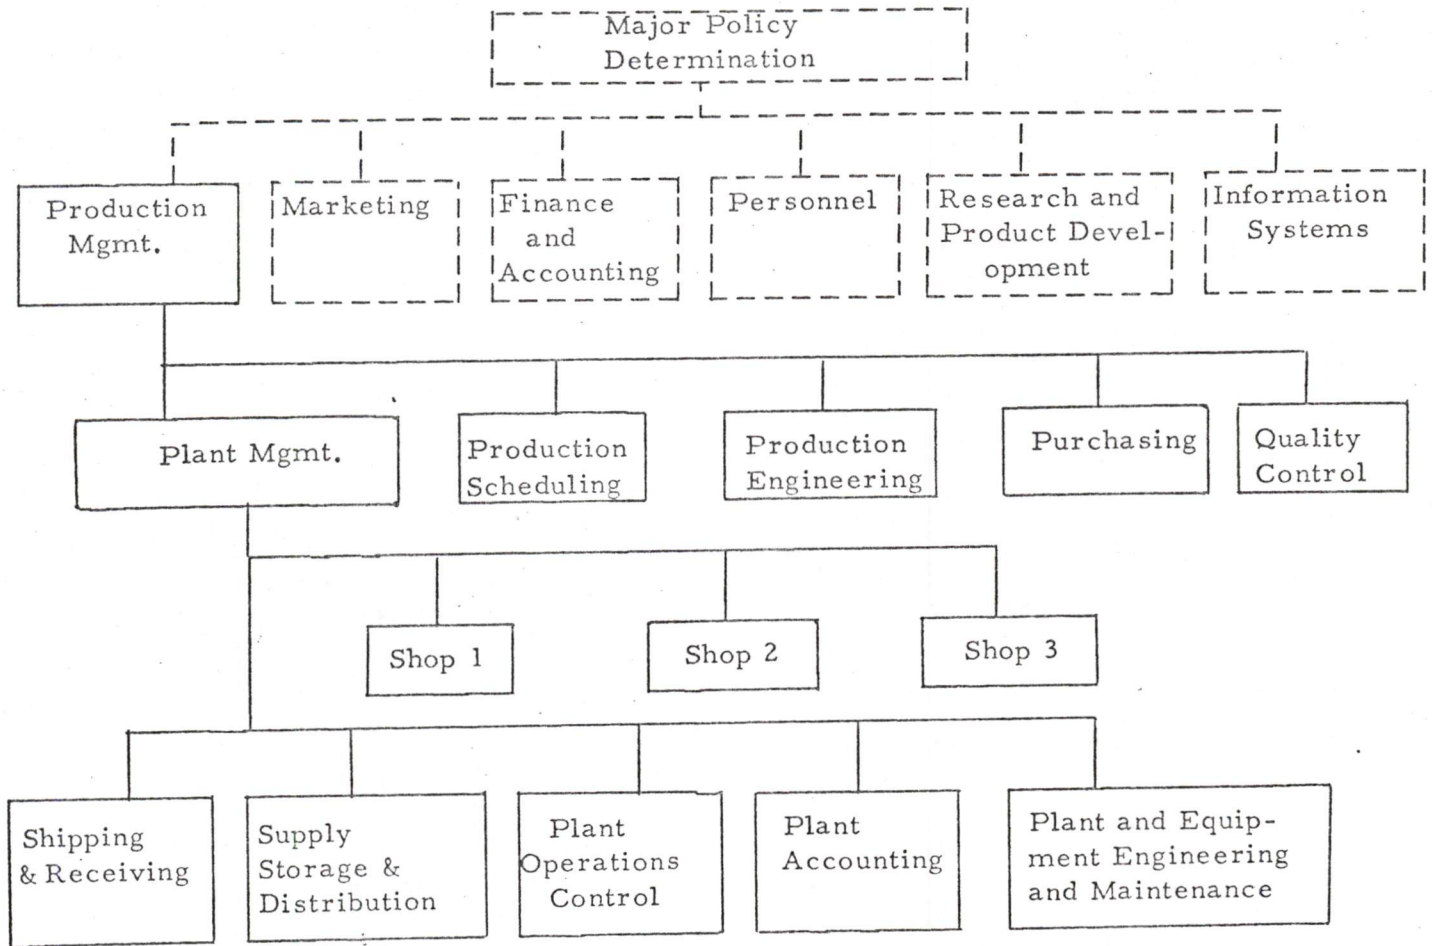 Major Policy
Determination
Production
Mgmt.
Marketing
Finance
and
Accounting
Personnel
Research and
Product Devel-
opment
Information
Systems
Plant Mgmt.
Production
Scheduling
Production
Engineering
Purchasing
Quality
Control
Shop 1
Shop 2
Shop 3
Shipping
& Receiving
Supply
Storage &
Distribution
Plant
Operations
Control
Plant
Accounting
Plant and Equip-
ment Engineering
and Maintenance